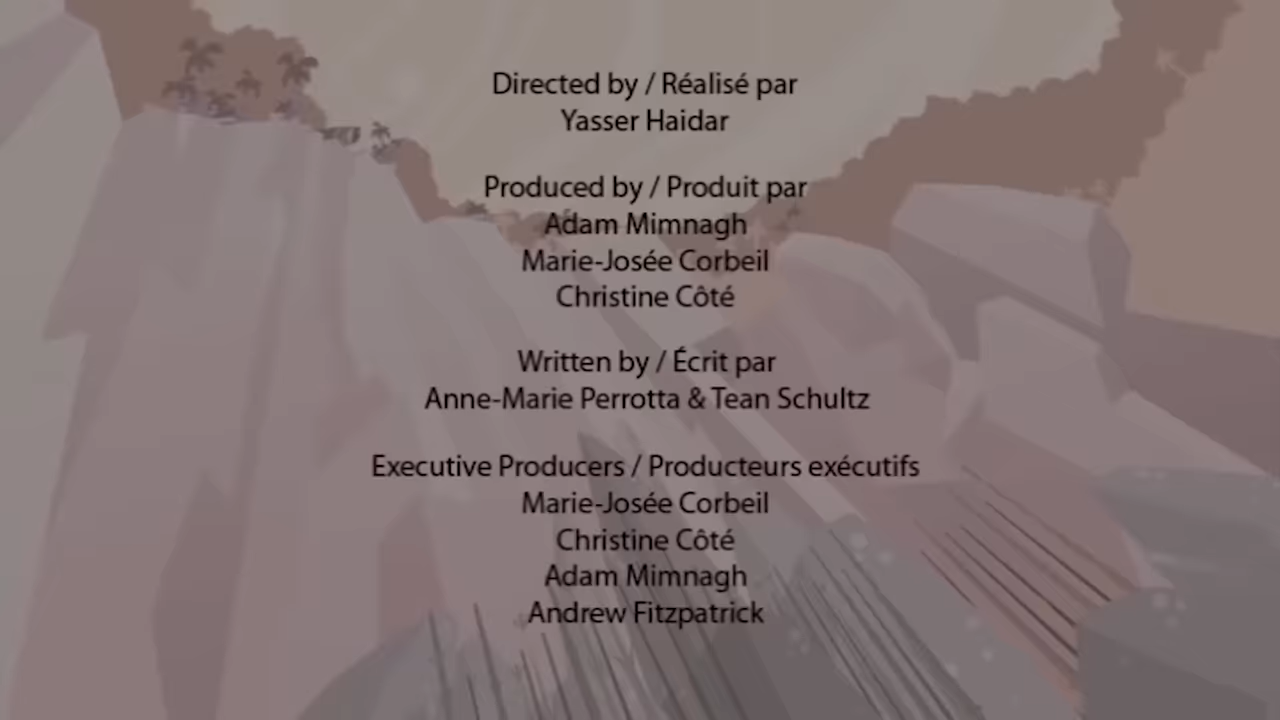 Directed by / Réalisé par
Yasser Haidar
Produced by / Produit par
Adam Mimnagh
Marie-Josée Corbeil
Christine Côté
Written by / Écrit par
Anne-Marie Perrotta & Tean Schultz
Executive Producers / Producteurs exécutifs
Marie-Josée Corbeil
Christine Côté
Adam Mimnagh
Andrew Fitzpatrick